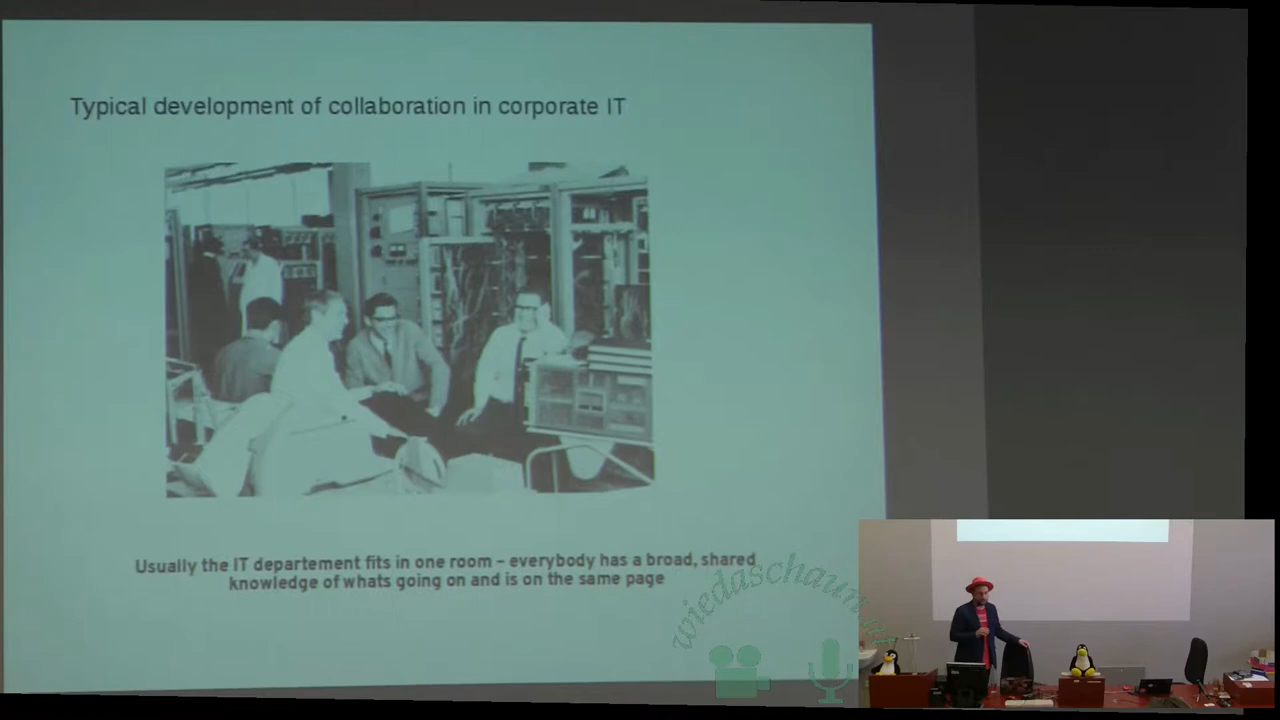 Typical development of collaboration in corporate IT
Usually the IT departement fits in one room – everybody has a broad, shared
knowledge of whats going on and is on the same page
wiedaschaun.